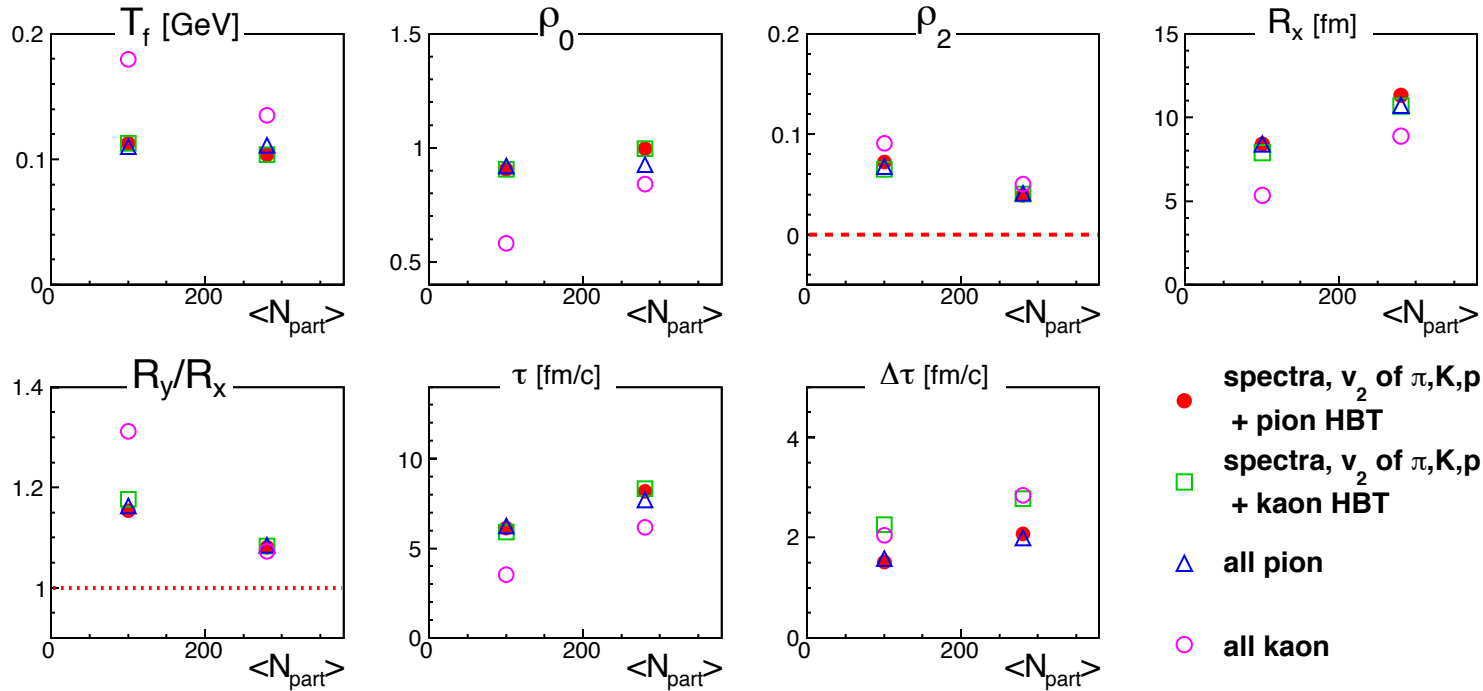 T_f [GeV]
0.2
0.1
0
0 200
<N_part>
ρ_0
1.5
1
0.5
0 200
<N_part>
ρ_2
0.2
0.1
0
0 200
<N_part>
R_x [fm]
15
10
5
0
0 200
<N_part>
R_y/R_x
1.4
1.2
1
0 200
<N_part>
τ [fm/c]
10
5
0
0 200
<N_part>
Δτ [fm/c]
4
2
0
0 200
<N_part>
spectra, v_2 of π,K,p
+ pion HBT
spectra, v_2 of π,K,p
+ kaon HBT
all pion
all kaon